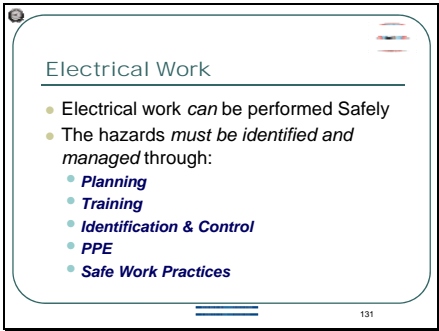 Electrical Work
Electrical work can be performed Safely
The hazards must be identified and
managed through:
Planning
Training
Identification & Control
PPE
Safe Work Practices
131